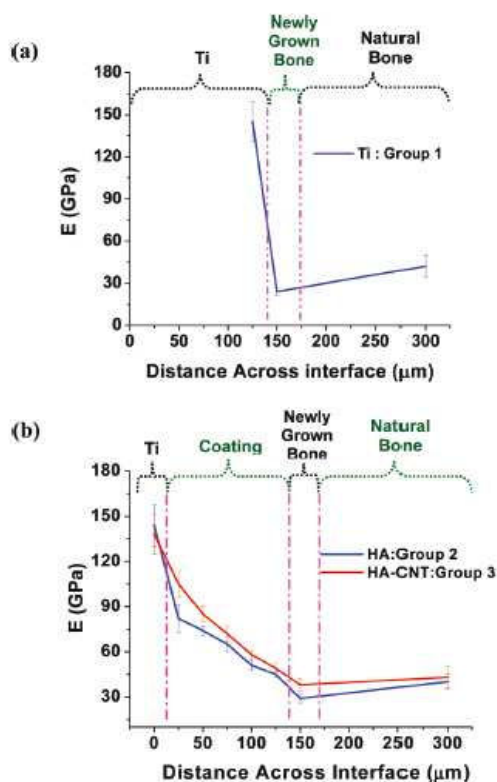 (a)
Newly
Grown
Bone
Ti
Natural
Bone
180
150
120
90
60
30
0
E (GPa)
Ti : Group 1
0 50 100 150 200 250 300
Distance Across interface (μm)
(b)
Newly
Grown
Bone
Ti
Coating
Natural
Bone
180
150
120
90
60
30
E (GPa)
HA:Group 2
HA-CNT:Group 3
0 50 100 150 200 250 300
Distance Across Interface (μm)